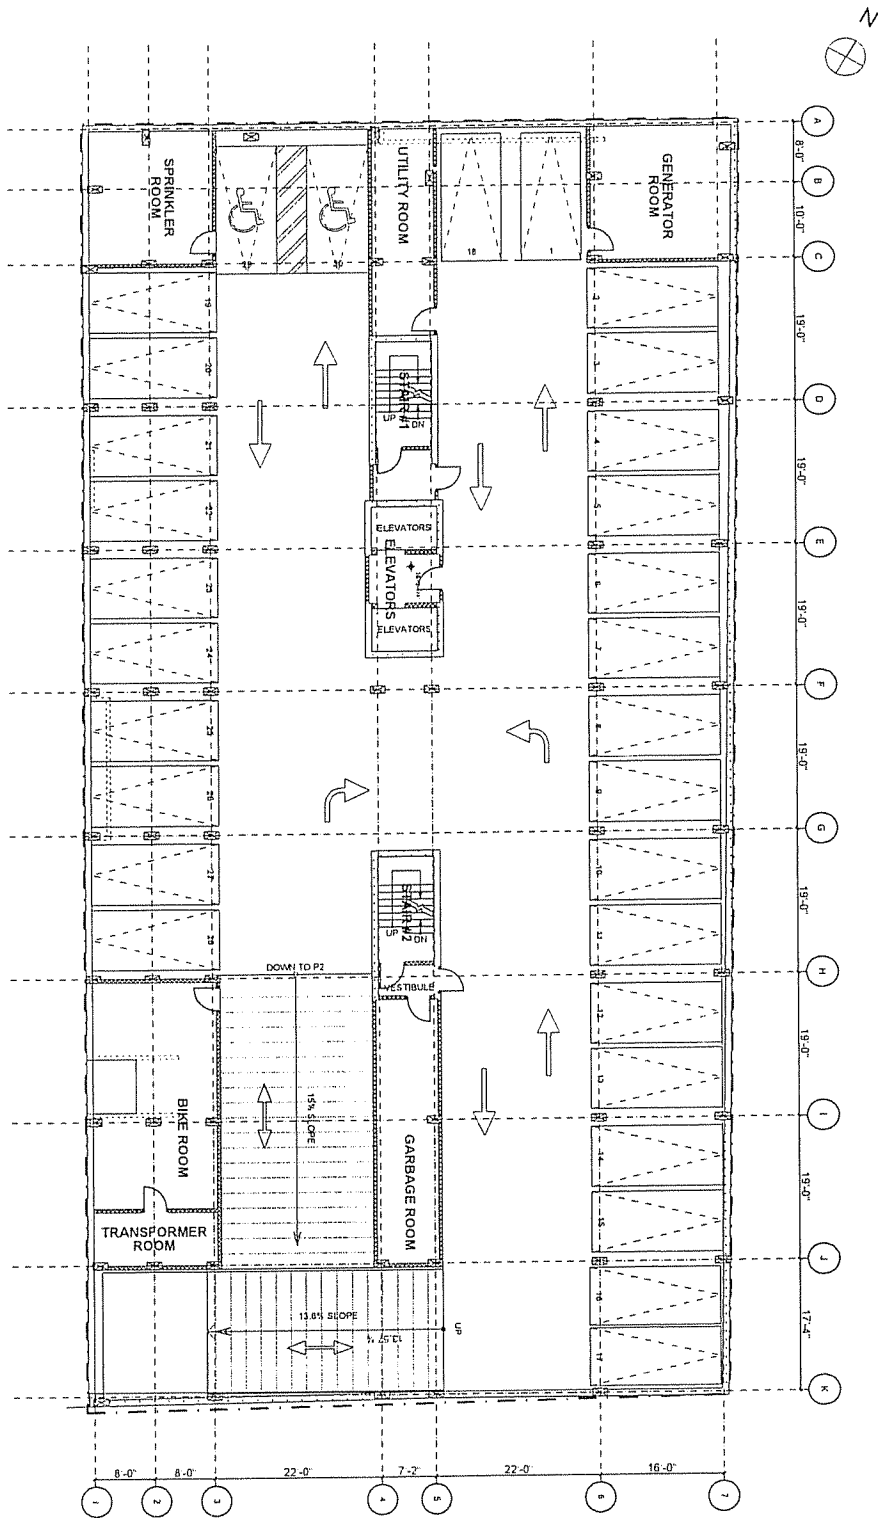 N
A
B
C
D
E
F
G
H
I
J
K
8'-0"
10'-0"
19'-0"
19'-0"
19'-0"
19'-0"
19'-0"
19'-0"
19'-0"
17'-4"
SPRINKLER
ROOM
UTILITY ROOM
GENERATOR
ROOM
18
1
2
3
4
5
6
7
8
9
10
11
12
13
14
15
16
17
19
20
21
22
23
24
25
26
27
28
STAIR #1
UP
DN
ELEVATORS
ELEVATORS
ELEVATORS
STAIR #2
UP
DN
VESTIBULE
DOWN TO P2
15% SLOPE
BIKE ROOM
GARBAGE ROOM
TRANSFORMER
ROOM
13.6% SLOPE
13.57 %
UP
8'-0"
8'-0"
22'-0"
7'-2"
22'-0"
16'-0"
1
2
3
4
5
6
7